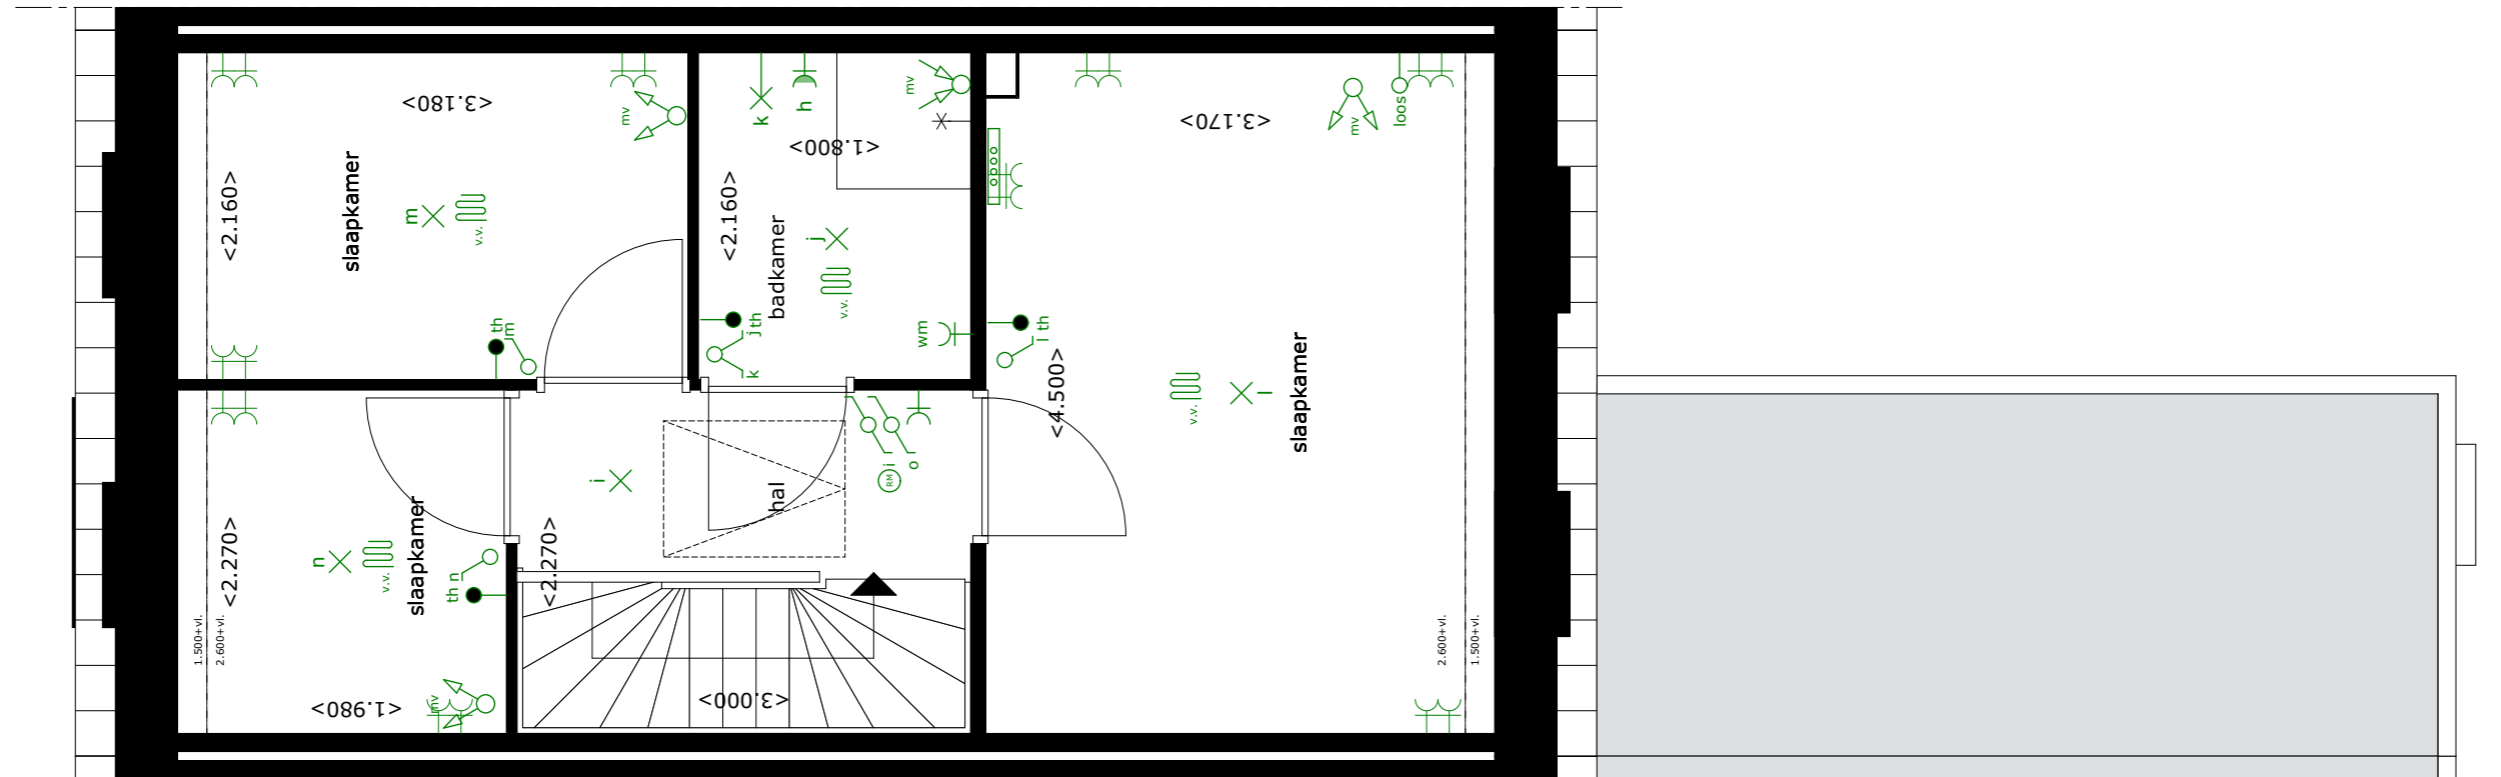 <3.180>
mv
k
h
mv
<1.800>
<3.170>
mv
loos
<2.160>
slaapkamer
m
v.v.
<2.160>
badkamer
j
v.v.
th
m
j th
k
wm
l th
<4.500>
slaapkamer
v.v.
l
i
hal
RM
i
o
<2.270>
n
v.v.
slaapkamer
th n
<2.270>
1.500+vl.
2.600+vl.
<1.980>
mv
<3.000>
2.600+vl.
1.500+vl.